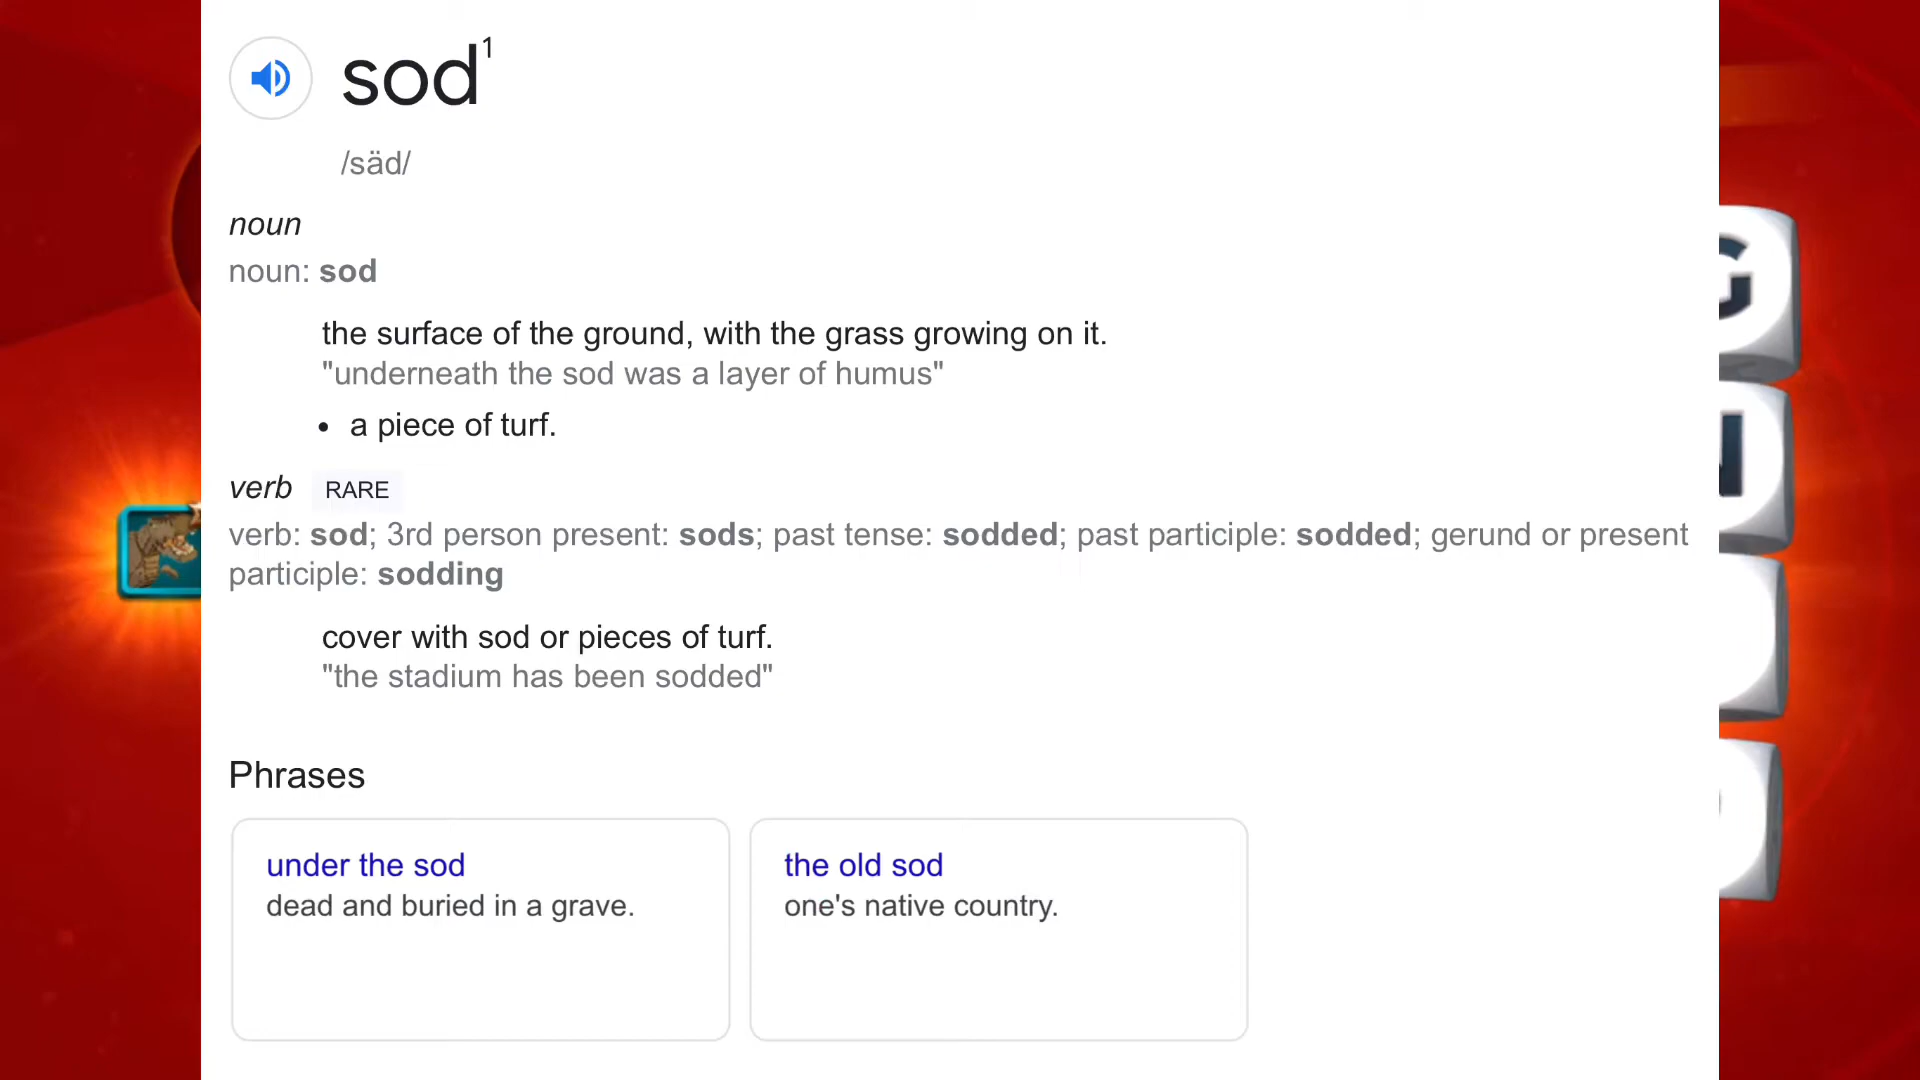 sod¹
/säd/
noun
noun: sod
the surface of the ground, with the grass growing on it.
"underneath the sod was a layer of humus"
• a piece of turf.
verb RARE
verb: sod; 3rd person present: sods; past tense: sodded; past participle: sodded; gerund or present
participle: sodding
cover with sod or pieces of turf.
"the stadium has been sodded"
Phrases
under the sod
dead and buried in a grave.
the old sod
one's native country.
G